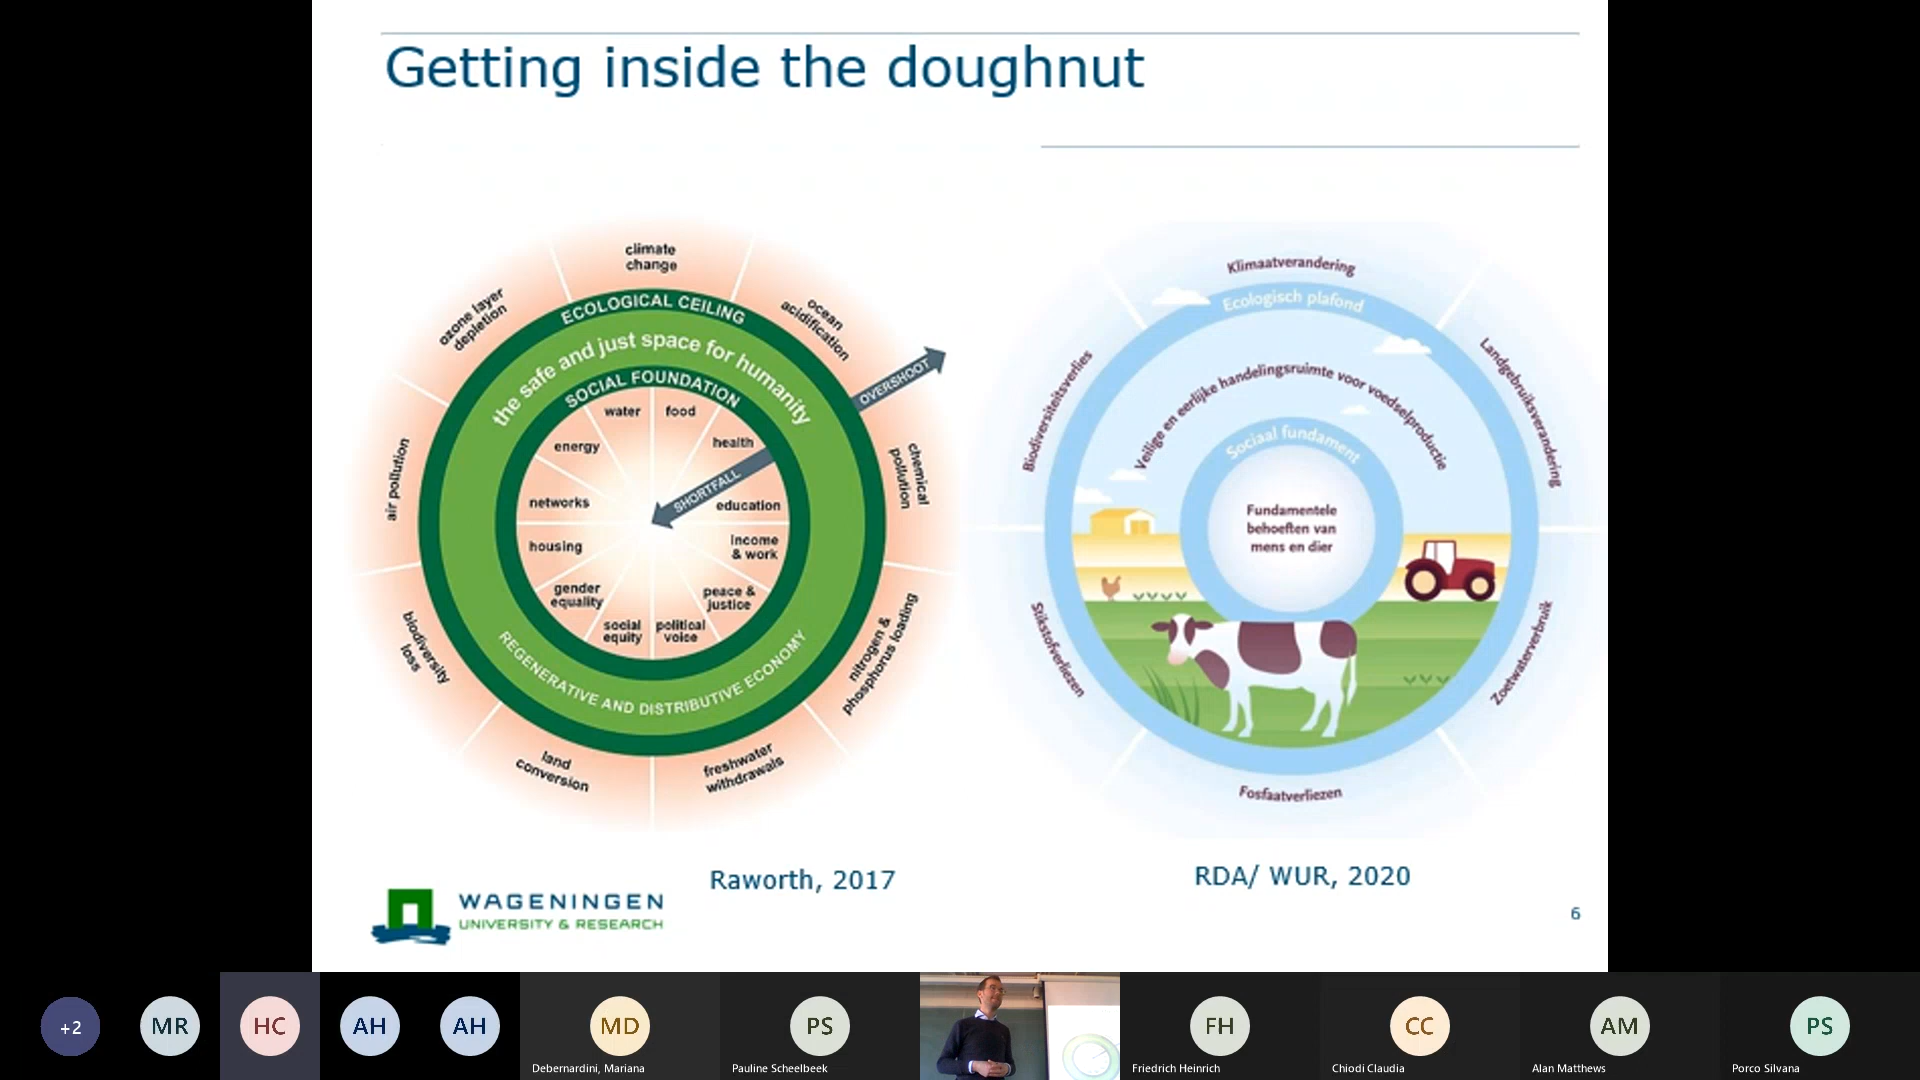 Getting inside the doughnut
climate
change
ozone layer
depletion
ocean
acidification
air pollution
chemical
pollution
biodiversity
loss
nitrogen &
phosphorus loading
land
conversion
freshwater
withdrawals
ECOLOGICAL CEILING
the safe and just space for humanity
SOCIAL FOUNDATION
OVERSHOOT
water
food
energy
health
SHORTFALL
networks
education
housing
income
& work
gender
equality
peace &
justice
social
equity
political
voice
REGENERATIVE AND DISTRIBUTIVE ECONOMY
Klimaatverandering
Ecologisch plafond
Biodiversiteitsverlies
Landgebruiksverandering
Veilige en eerlijke handelingsruimte voor voedselproductie
Sociaal fundament
Fundamentele
behoeften van
mens en dier
Stikstofverliezen
Zoetwaterverbruik
Fosfaatverliezen
Raworth, 2017
RDA/ WUR, 2020
WAGENINGEN
UNIVERSITY & RESEARCH
6
+2
MR
HC
AH
AH
MD
Debernardini, Mariana
PS
Pauline Scheelbeek
FH
Friedrich Heinrich
CC
Chiodi Claudia
AM
Alan Matthews
PS
Porco Silvana